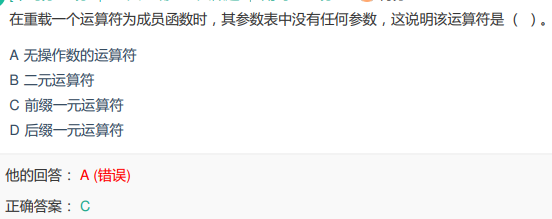 在重载一个运算符为成员函数时，其参数表中没有任何参数，这说明该运算符是（ ）。
A 无操作数的运算符
B 二元运算符
C 前缀一元运算符
D 后缀一元运算符
他的回答： A (错误)
正确答案： C